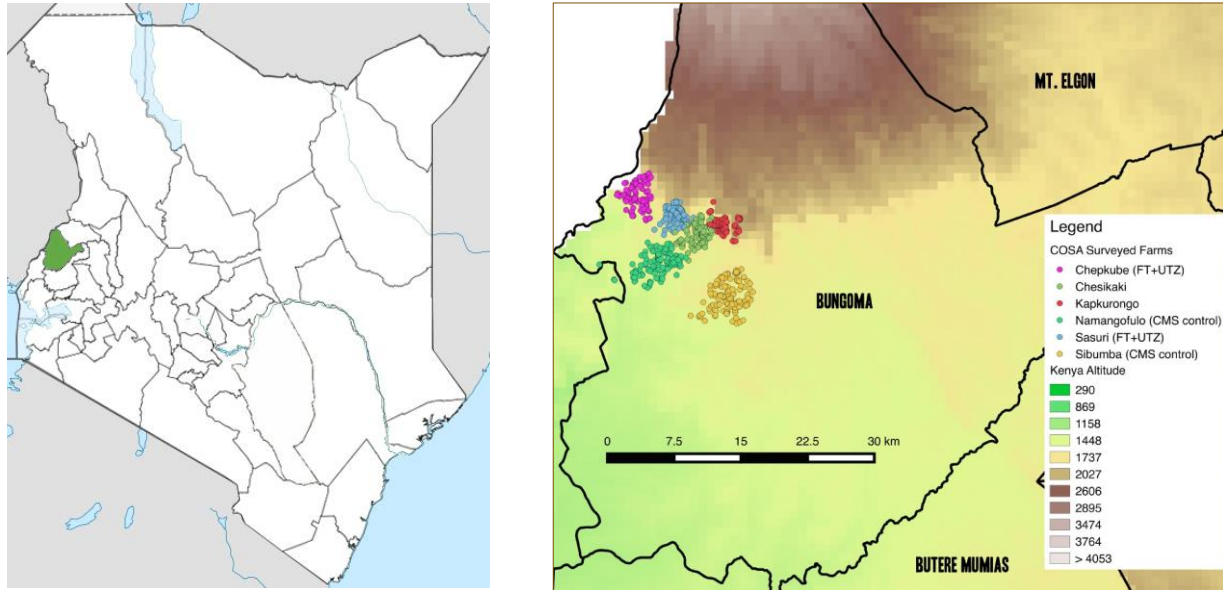 MT. ELGON
BUNGOMA
BUTERE MUMIAS
0 7.5 15 22.5 30 km
Legend
COSA Surveyed Farms
Chepkube (FT+UTZ)
Chesikaki
Kapkurongo
Namangofulo (CMS control)
Sasuri (FT+UTZ)
Sibumba (CMS control)
Kenya Altitude
290
869
1158
1448
1737
2027
2606
2895
3474
3764
> 4053